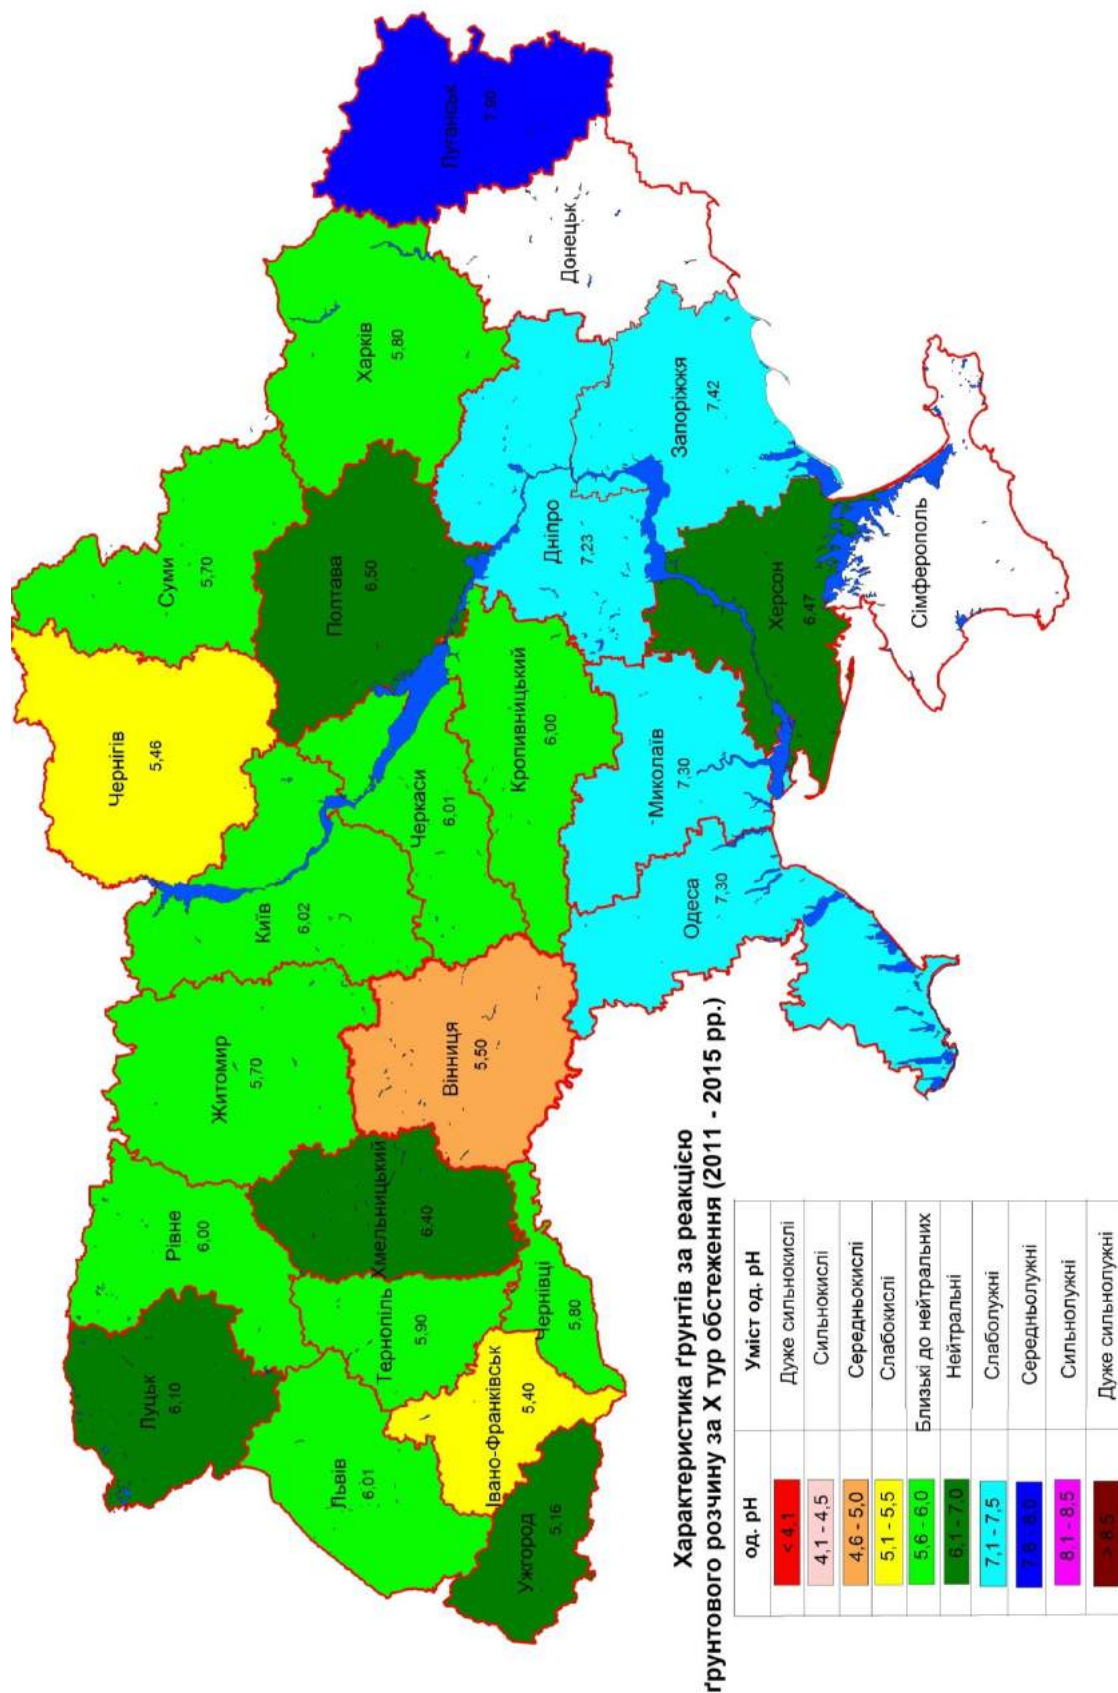 Луцьк
6,10
Рівне
6,00
Житомир
5,70
Київ
6,02
Чернігів
5,46
Суми
5,70
Львів
6,01
Тернопіль
5,90
Хмельницький
6,40
Вінниця
5,50
Черкаси
6,01
Полтава
6,50
Харків
5,80
Луганськ
7,90
Ужгород
5,16
Івано-Франківськ
5,40
Чернівці
5,80
Кропивницький
6,00
Дніпро
7,23
Донецьк
Одеса
7,30
Миколаїв
7,30
Херсон
6,47
Запоріжжя
7,42
Сімферополь
Характеристика ґрунтів за реакцією
ґрунтового розчину за X тур обстеження (2011 - 2015 рр.)
од. рН Уміст од. рН
< 4,1 Дуже сильнокислі
4,1 - 4,5 Сильнокислі
4,6 - 5,0 Середньокислі
5,1 - 5,5 Слабокислі
5,6 - 6,0 Близькі до нейтральних
6,1 - 7,0 Нейтральні
7,1 - 7,5 Слаболужні
7,6 - 8,0 Середньолужні
8,1 - 8,5 Сильнолужні
> 8,5 Дуже сильнолужні